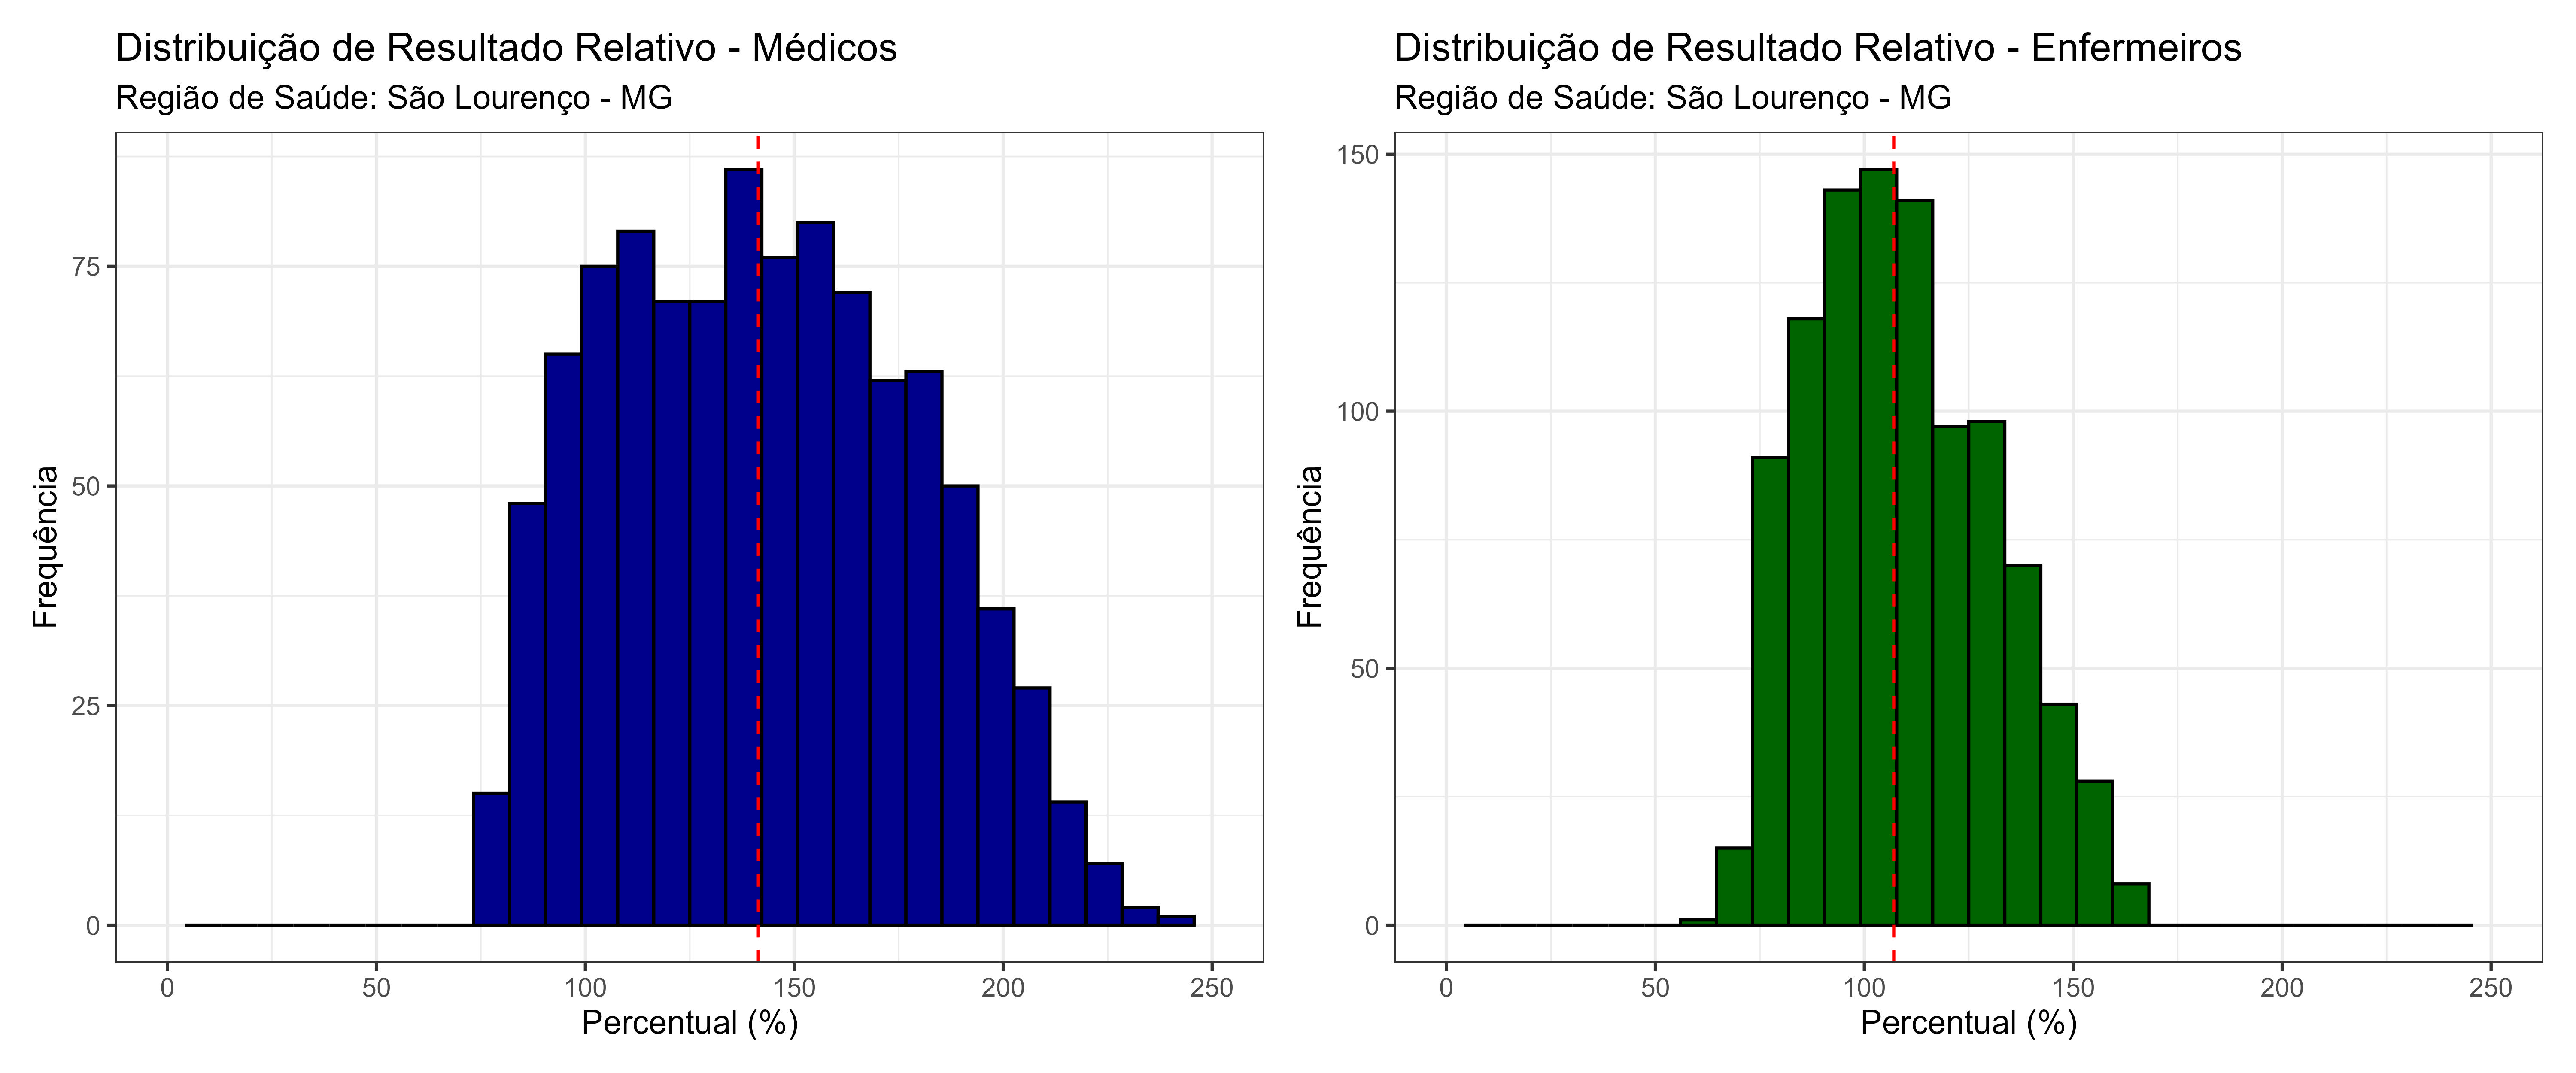 Distribuição de Resultado Relativo - Médicos
Região de Saúde: São Lourenço - MG
Frequência
75
50
25
0
0 50 100 150 200 250
Percentual (%)
Distribuição de Resultado Relativo - Enfermeiros
Região de Saúde: São Lourenço - MG
Frequência
150
100
50
0
0 50 100 150 200 250
Percentual (%)